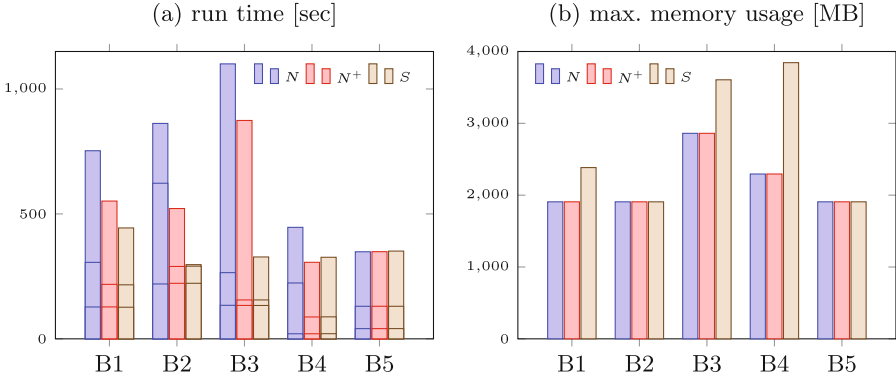 (a) run time [sec]
1,000
500
0
N N⁺ S
B1 B2 B3 B4 B5
(b) max. memory usage [MB]
4,000
3,000
2,000
1,000
0
N N⁺ S
B1 B2 B3 B4 B5